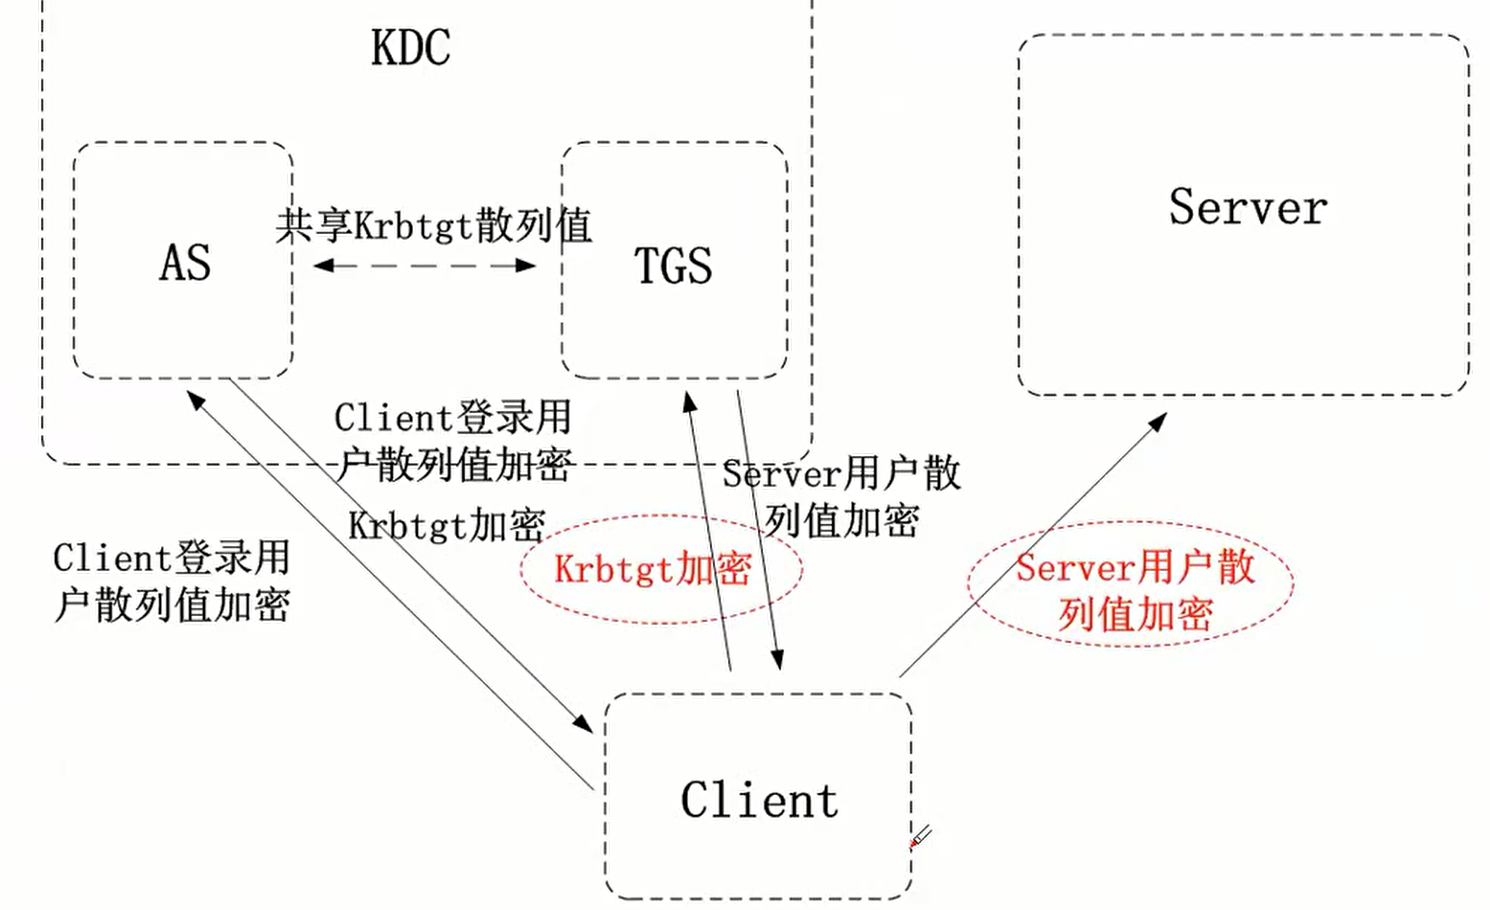 KDC
Server
AS
共享Krbtgt散列值
TGS
Client登录用
户散列值加密
Krbtgt加密
Server用户散
列值加密
Client登录用
户散列值加密
Krbtgt加密
Server用户散
列值加密
Client